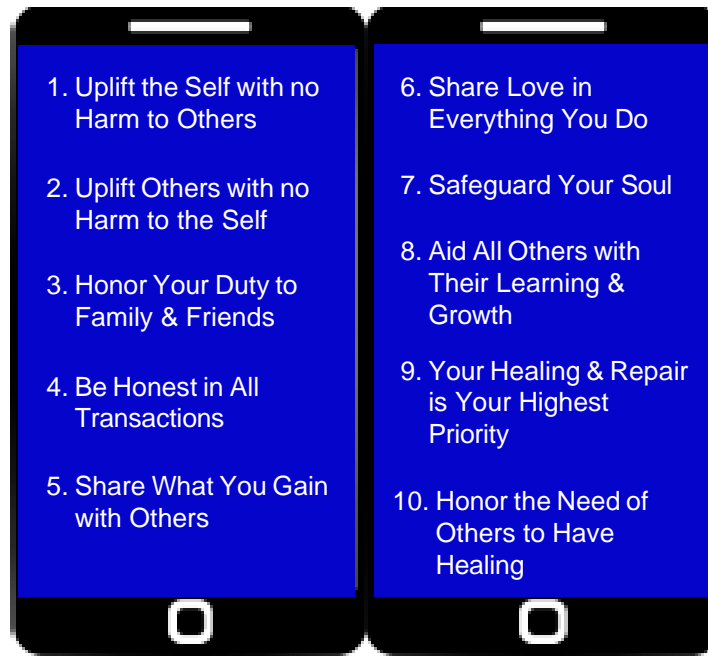 1. Uplift the Self with no
Harm to Others
2. Uplift Others with no
Harm to the Self
3. Honor Your Duty to
Family & Friends
4. Be Honest in All
Transactions
5. Share What You Gain
with Others
6. Share Love in
Everything You Do
7. Safeguard Your Soul
8. Aid All Others with
Their Learning &
Growth
9. Your Healing & Repair
is Your Highest
Priority
10. Honor the Need of
Others to Have
Healing